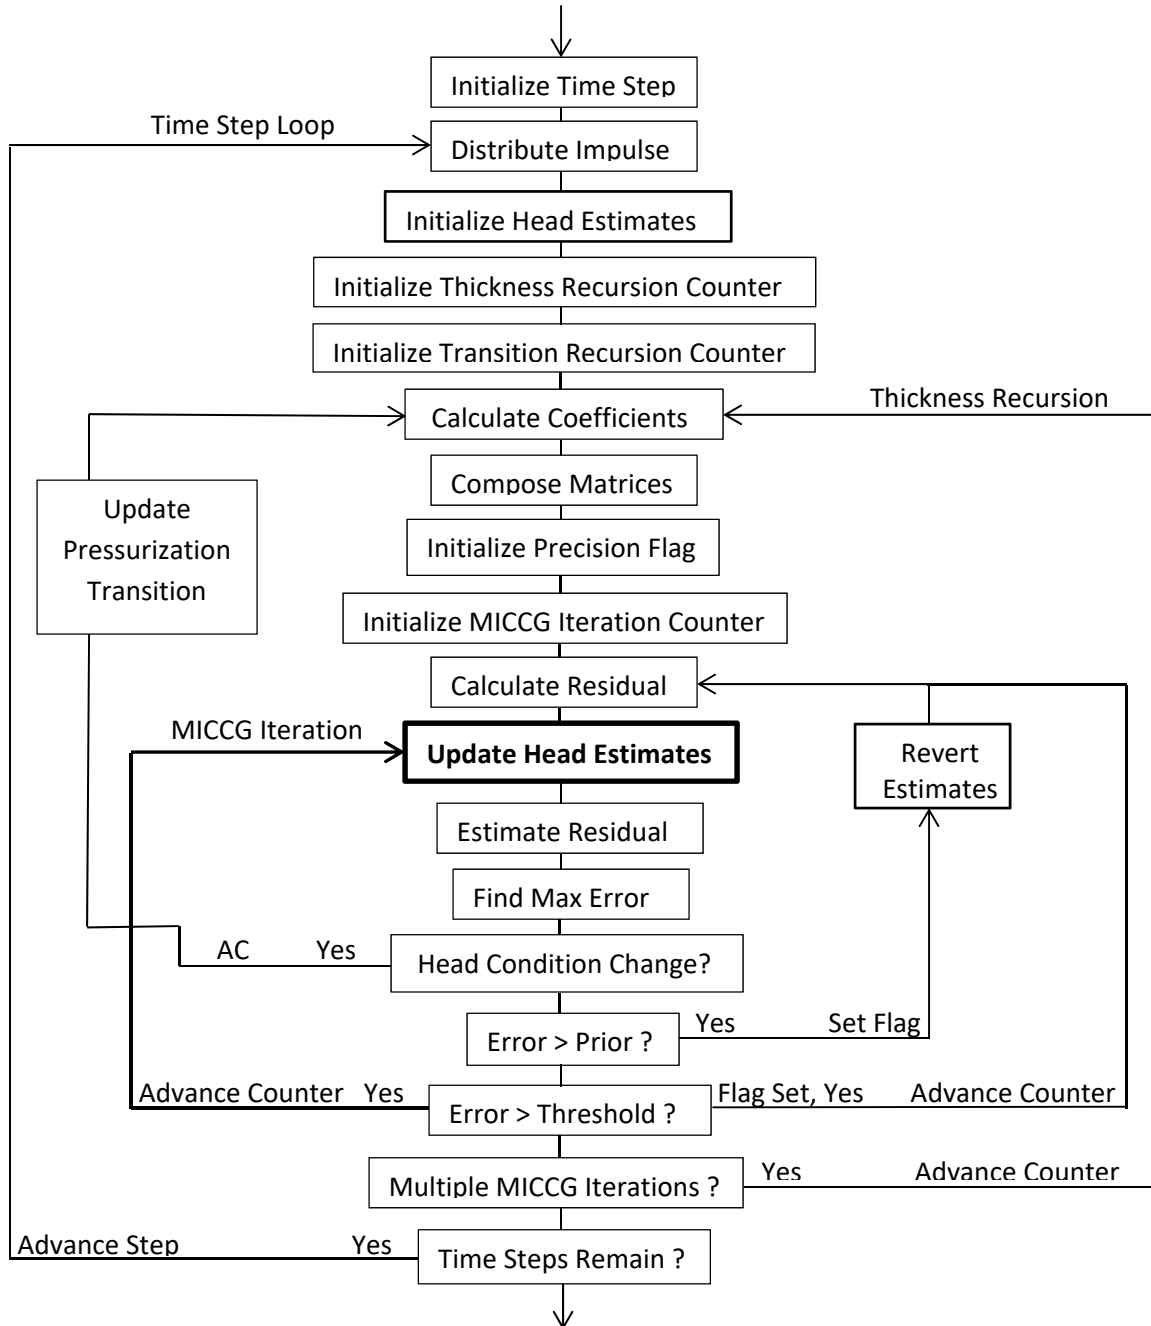 Initialize Time Step
Time Step Loop
Distribute Impulse
Initialize Head Estimates
Initialize Thickness Recursion Counter
Initialize Transition Recursion Counter
Thickness Recursion
Calculate Coefficients
Compose Matrices
Update
Pressurization
Transition
Initialize Precision Flag
Initialize MICCG Iteration Counter
Calculate Residual
MICCG Iteration
Update Head Estimates
Revert
Estimates
Estimate Residual
Find Max Error
AC Yes
Head Condition Change?
Yes Set Flag
Error > Prior ?
Advance Counter Yes
Error > Threshold ?
Flag Set, Yes Advance Counter
Multiple MICCG Iterations ?
Yes Advance Counter
Advance Step Yes
Time Steps Remain ?